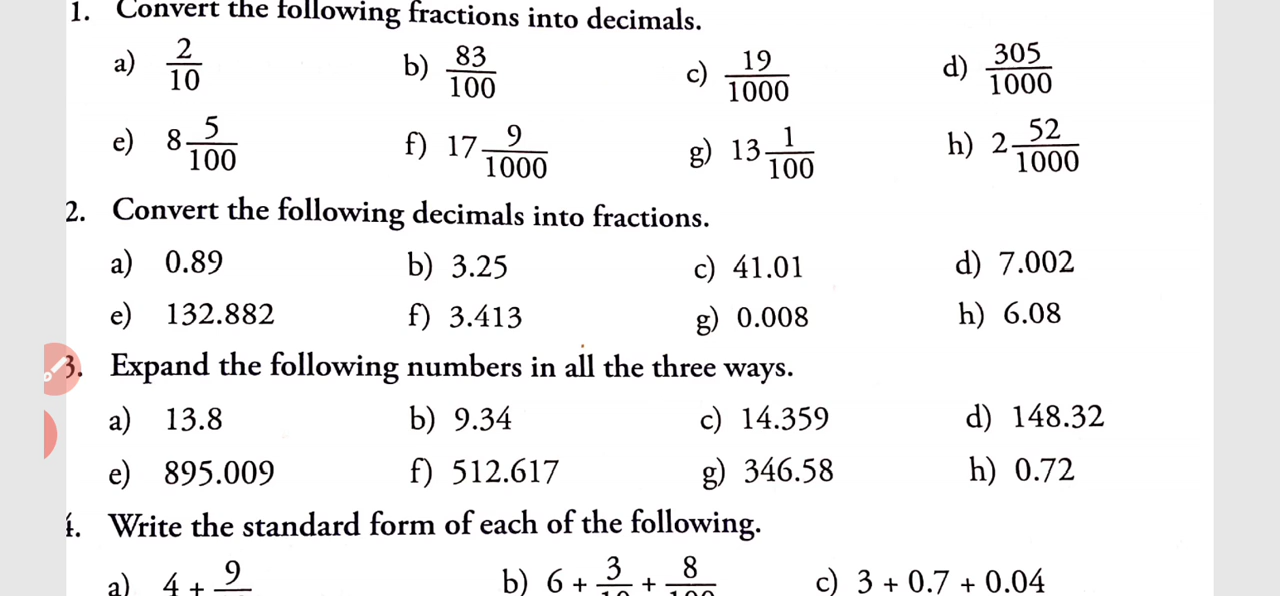 1. Convert the following fractions into decimals.
a) 2/10 b) 83/100 c) 19/1000 d) 305/1000
e) 8 5/100 f) 17 9/1000 g) 13 1/100 h) 2 52/1000
2. Convert the following decimals into fractions.
a) 0.89 b) 3.25 c) 41.01 d) 7.002
e) 132.882 f) 3.413 g) 0.008 h) 6.08
3. Expand the following numbers in all the three ways.
a) 13.8 b) 9.34 c) 14.359 d) 148.32
e) 895.009 f) 512.617 g) 346.58 h) 0.72
4. Write the standard form of each of the following.
a) 4 + 9 b) 6 + 3/10 + 8/100 c) 3 + 0.7 + 0.04